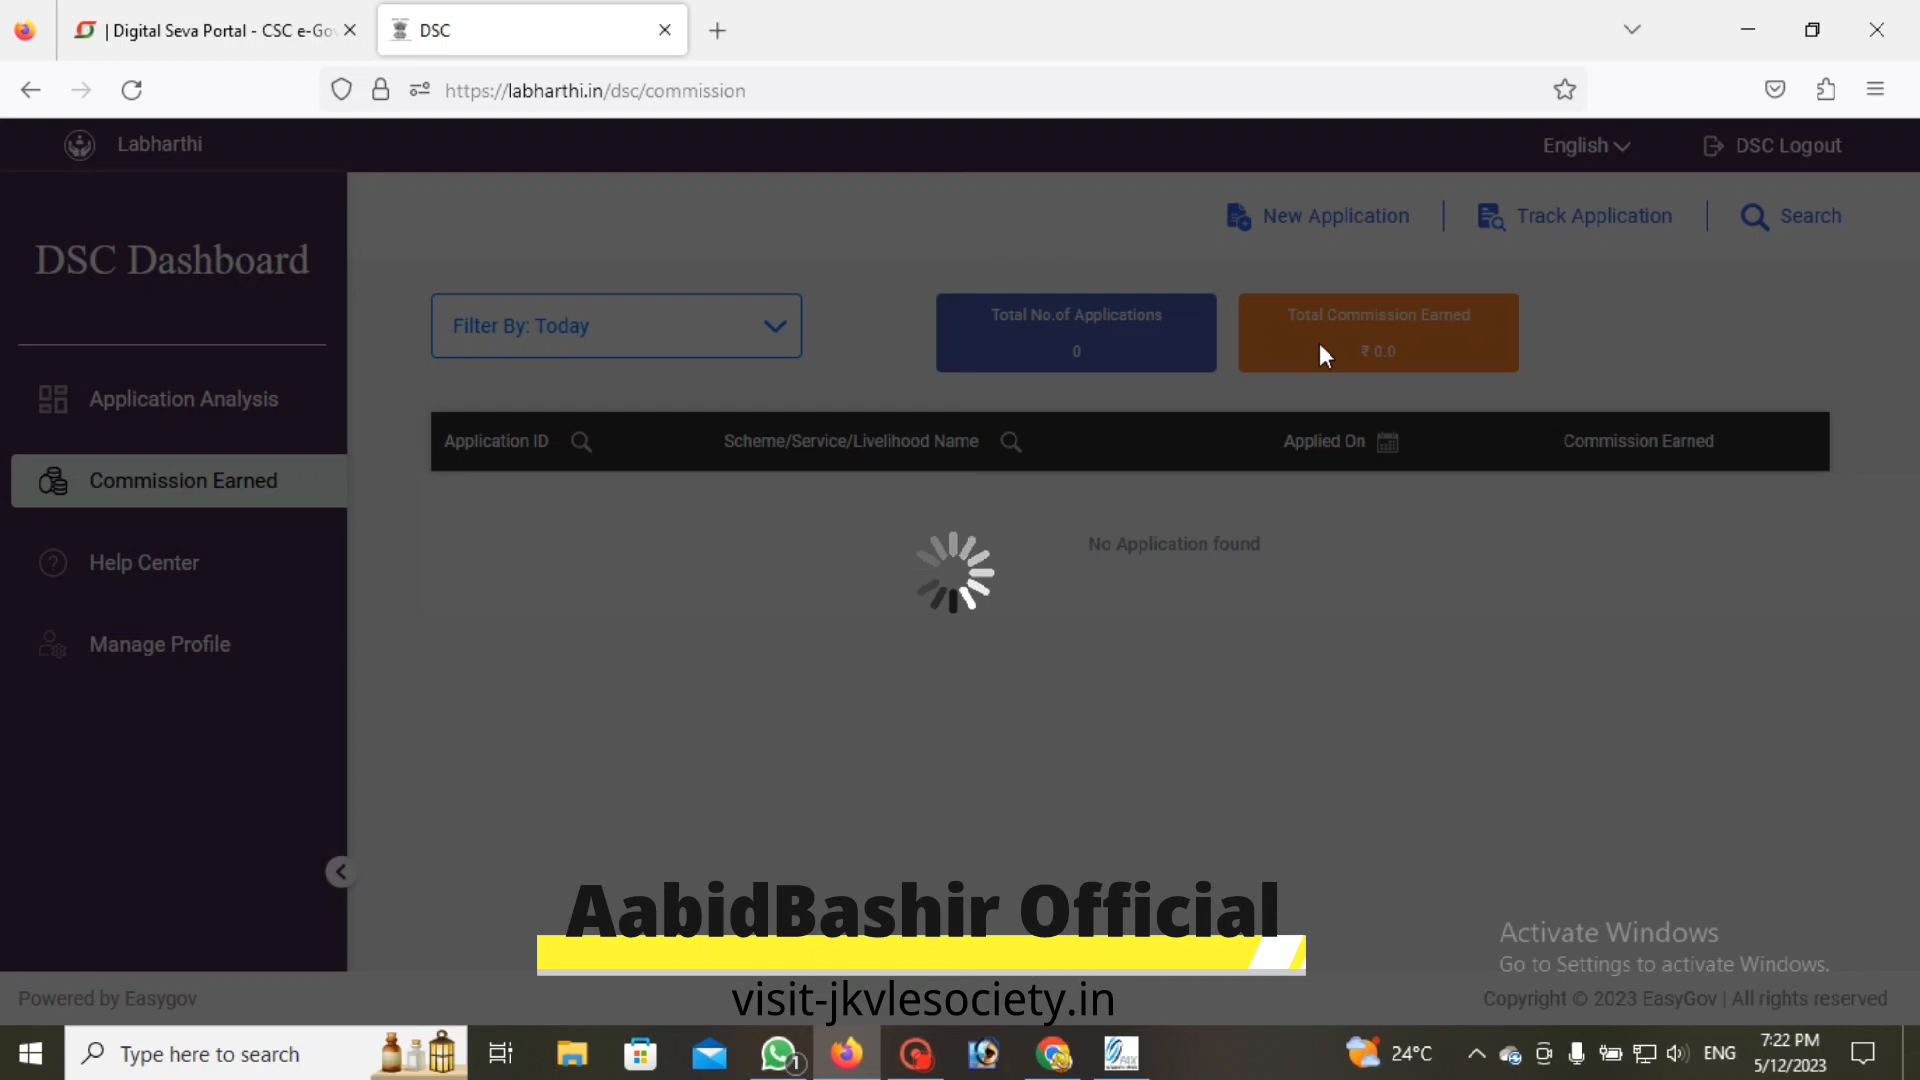 | Digital Seva Portal - CSC e-Gov
DSC
https://labharthi.in/dsc/commission
Labharthi
English
DSC Logout
DSC Dashboard
New Application
Track Application
Search
Filter By: Today
Total No.of Applications
0
Total Commission Earned
₹ 0.0
Application Analysis
Commission Earned
Help Center
Manage Profile
Application ID
Scheme/Service/Livelihood Name
Applied On
Commission Earned
No Application found
AabidBashir Official
visit-jkvlesociety.in
Activate Windows
Go to Settings to activate Windows.
Powered by Easygov
Copyright © 2023 EasyGov | All rights reserved
Type here to search
1
24°C
ENG
7:22 PM
5/12/2023